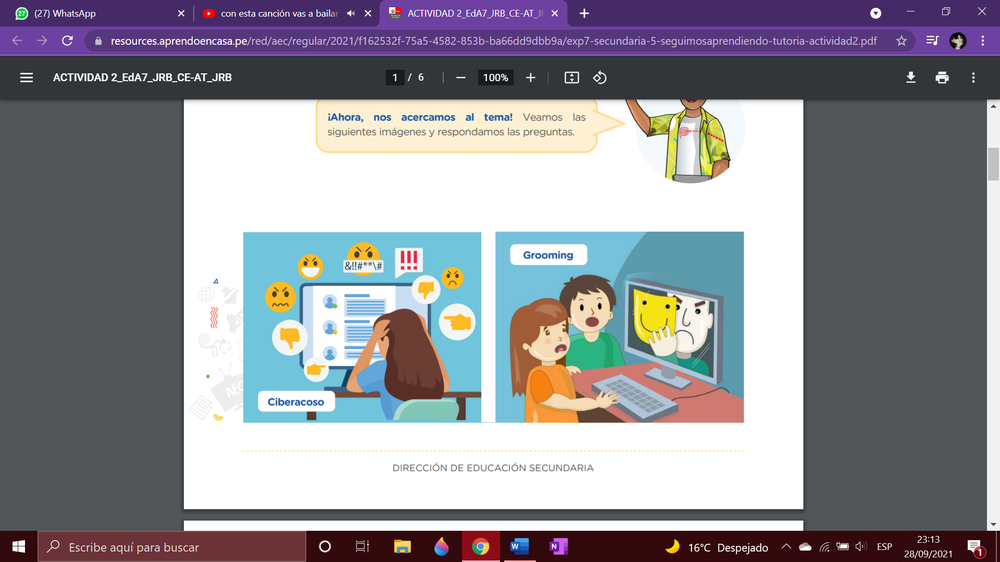 (27) WhatsApp
con esta canción vas a bailar
ACTIVIDAD 2_EdA7_JRB_CE-AT_JR
resources.aprendoencasa.pe/red/aec/regular/2021/f162532f-75a5-4582-853b-ba66dd9dbb9a/exp7-secundaria-5-seguimosaprendiendo-tutoria-actividad2.pdf
ACTIVIDAD 2_EdA7_JRB_CE-AT_JRB
1 / 6
100%
¡Ahora, nos acercamos al tema! Veamos las
siguientes imágenes y respondamos las preguntas.
Perú
&!!#**\#
!!!
Grooming
AEC
Ciberacoso
DIRECCIÓN DE EDUCACIÓN SECUNDARIA
Escribe aquí para buscar
16°C Despejado
ESP
23:13
28/09/2021
1